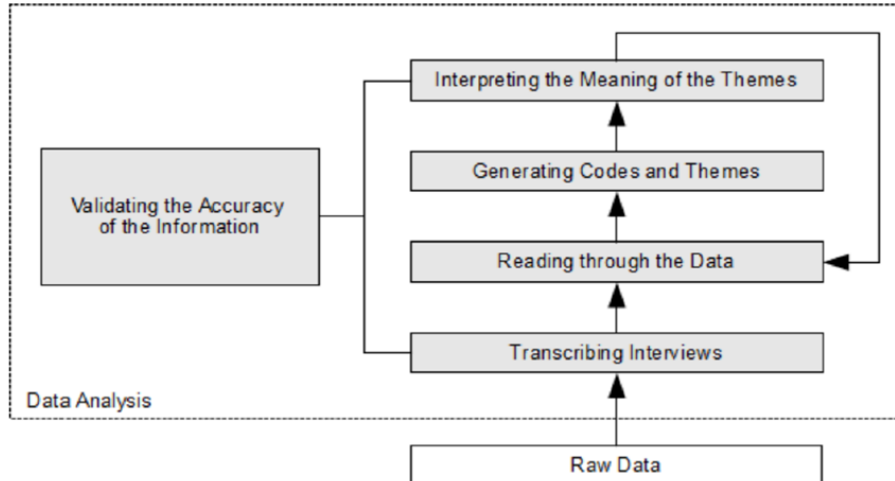 Interpreting the Meaning of the Themes
Generating Codes and Themes
Validating the Accuracy
of the Information
Reading through the Data
Transcribing Interviews
Data Analysis
Raw Data